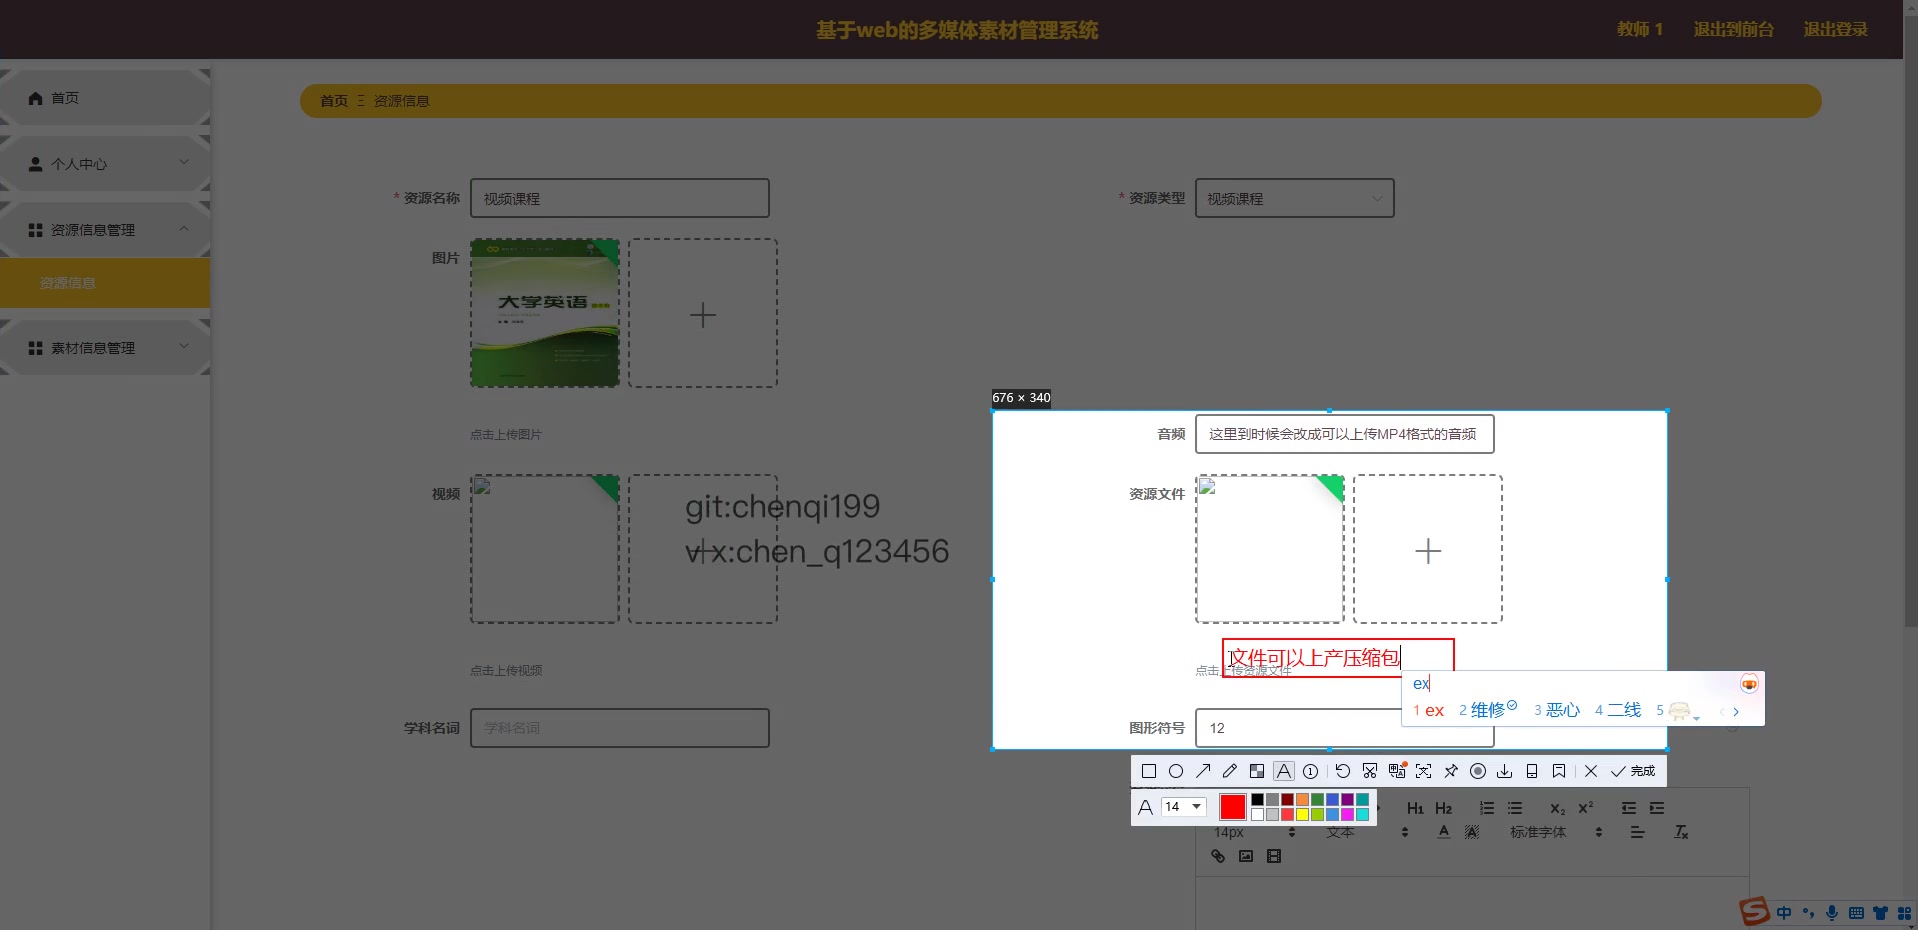 基于web的多媒体素材管理系统
教师 1 退出到前台 退出登录
首页
个人中心
资源信息管理
资源信息
素材信息管理
首页 资源信息
* 资源名称 视频课程
* 资源类型 视频课程
图片
大学英语
点击上传图片
676 × 340
音频 这里到时候会改成可以上传MP4格式的音频
视频
资源文件
git:chenqi199
v x:chen_q123456
点击上传视频
文件可以上产压缩包
点击上传资源文件
ex
1 ex 2 维修 3 恶心 4 二线 5
学科名词 学科名词
图形符号 12
完成
A 14
H1 H2 x2 x2
14px 文本 A A 标准字体 Tx
中